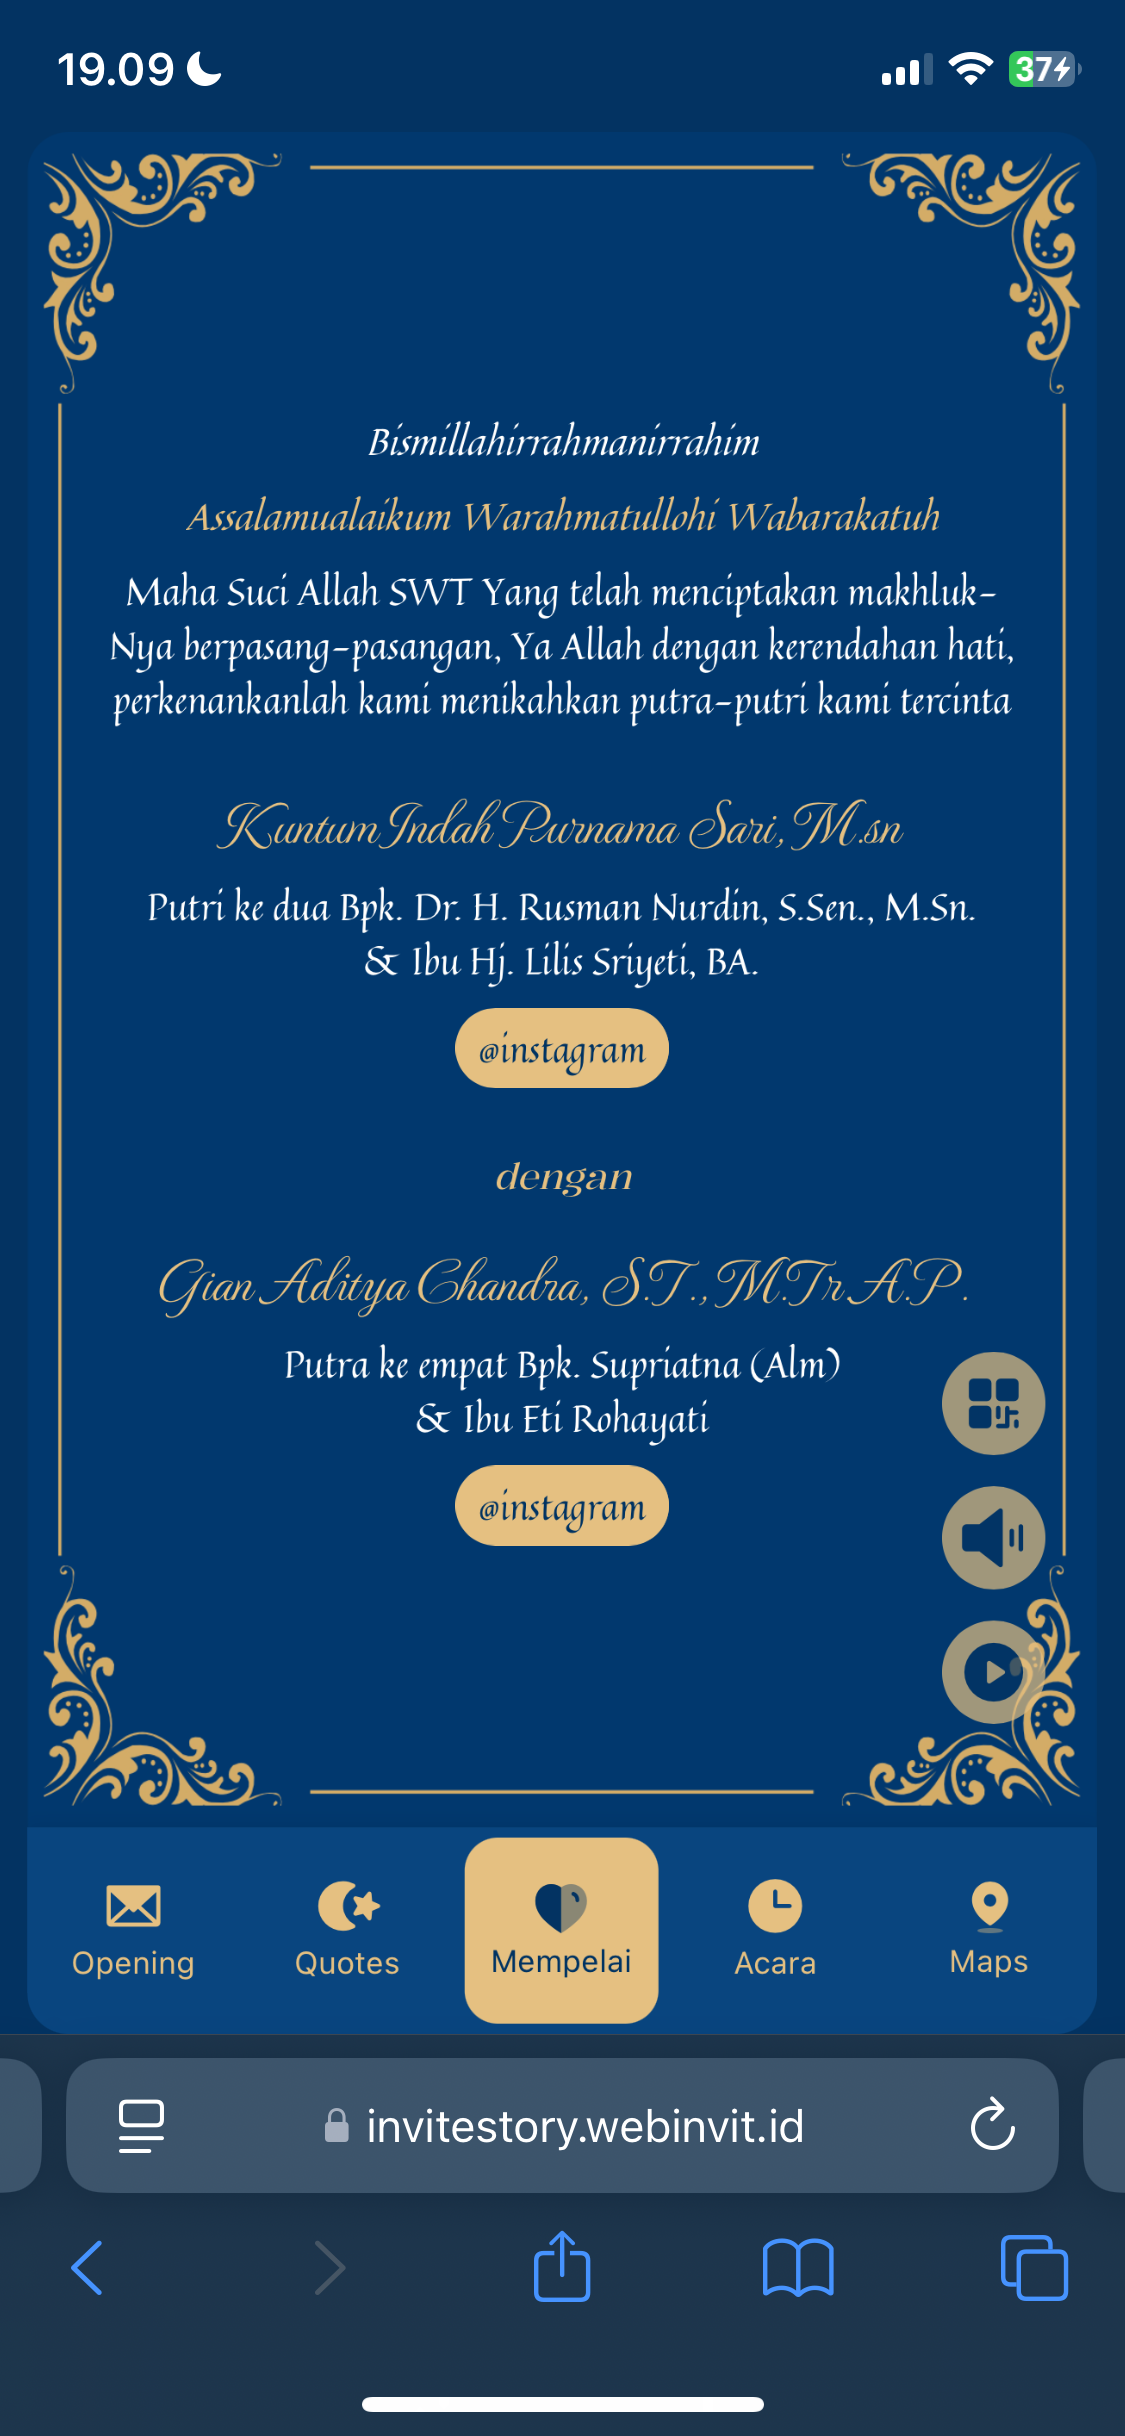 19.09
37
Bismillahirrahmanirrahim
Assalamualaikum Warahmatullohi Wabarakatuh
Maha Suci Allah SWT Yang telah menciptakan makhluk-
Nya berpasang-pasangan, Ya Allah dengan kerendahan hati,
perkenankanlah kami menikahkan putra-putri kami tercinta
Kuntum Indah Purnama Sari, M.sn
Putri ke dua Bpk. Dr. H. Rusman Nurdin, S.Sen., M.Sn.
& Ibu Hj. Lilis Sriyeti, BA.
@instagram
dengan
Gian Aditya Chandra, S.T., M.Tr.A.P.
Putra ke empat Bpk. Supriatna (Alm)
& Ibu Eti Rohayati
@instagram
Opening
Quotes
Mempelai
Acara
Maps
invitestory.webinvit.id